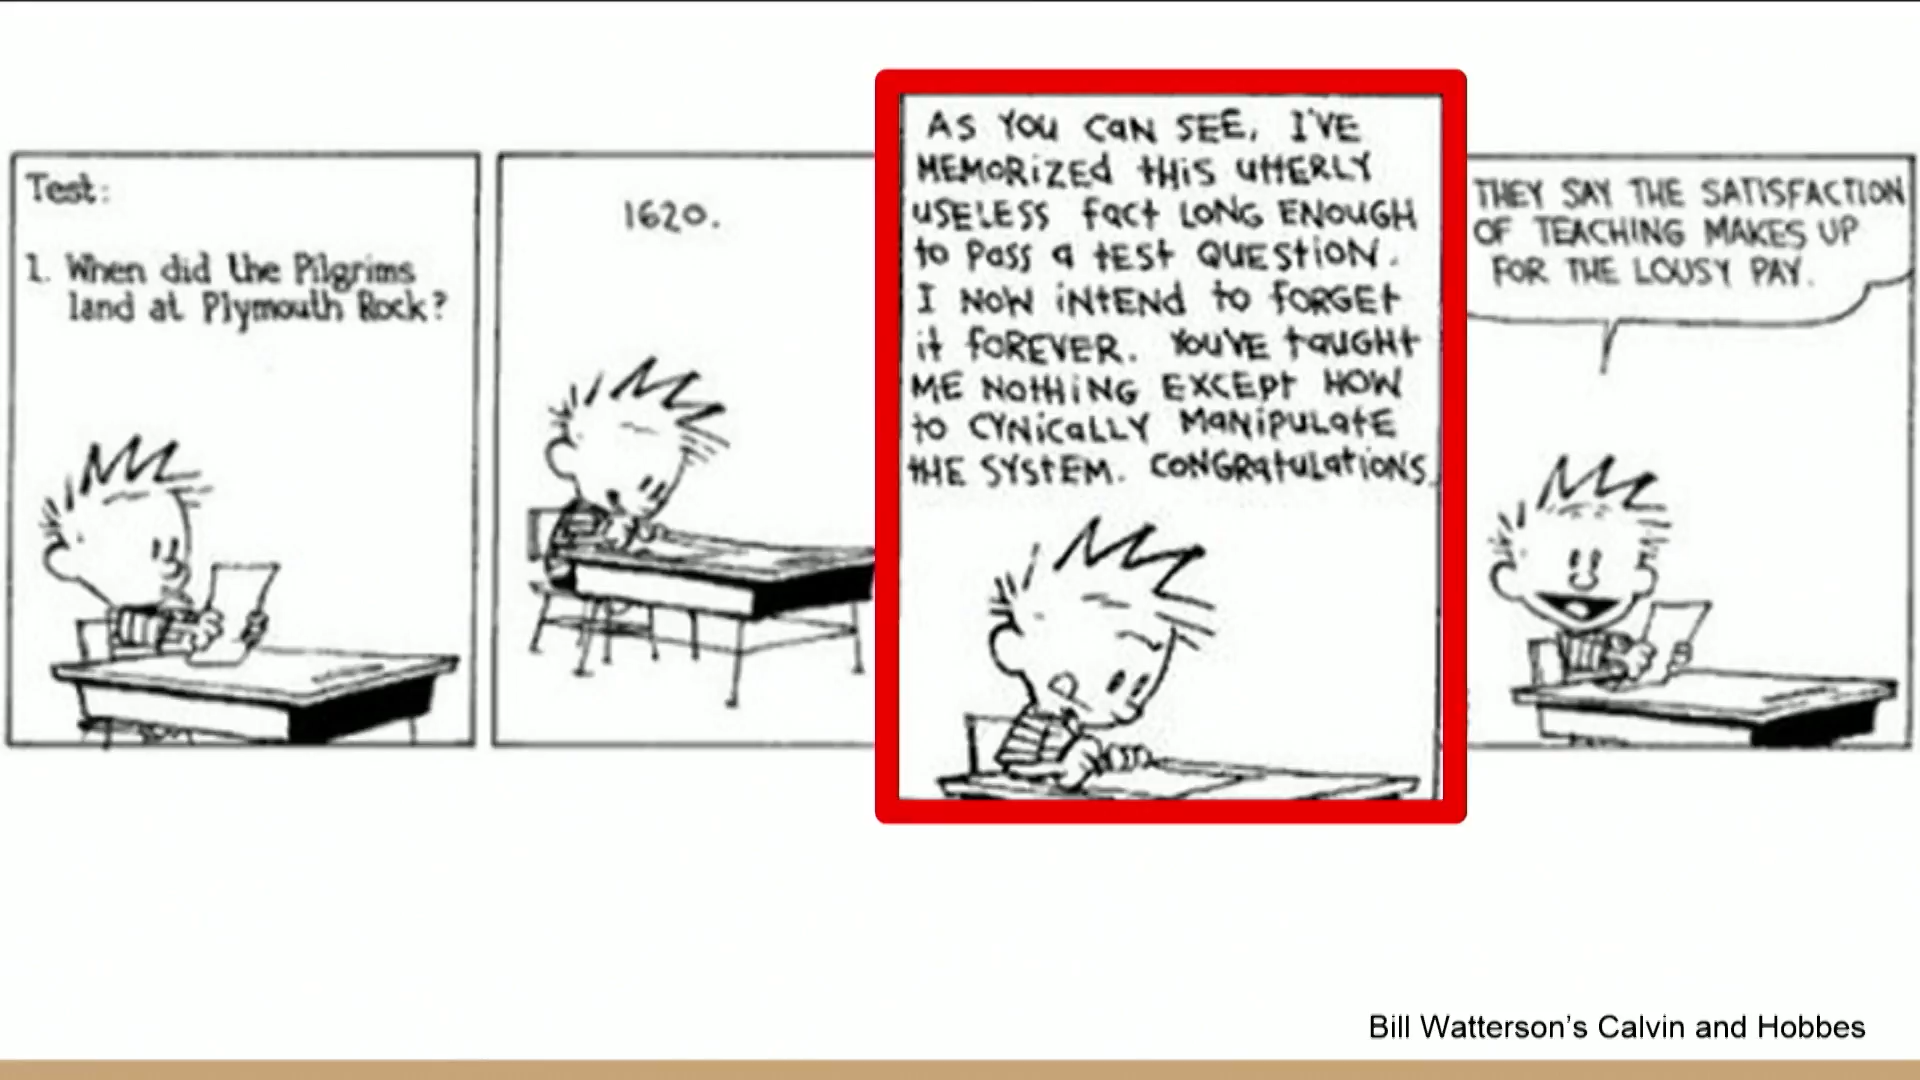 Test:
1. When did the Pilgrims
land at Plymouth Rock?
1620.
AS YOU CAN SEE, I'VE
MEMORIZED THIS UTTERLY
USELESS FACT LONG ENOUGH
TO PASS A TEST QUESTION.
I NOW INTEND TO FORGET
IT FOREVER. YOU'VE TAUGHT
ME NOTHING EXCEPT HOW
TO CYNICALLY MANIPULATE
THE SYSTEM. CONGRATULATIONS.
THEY SAY THE SATISFACTION
OF TEACHING MAKES UP
FOR THE LOUSY PAY.
Bill Watterson’s Calvin and Hobbes